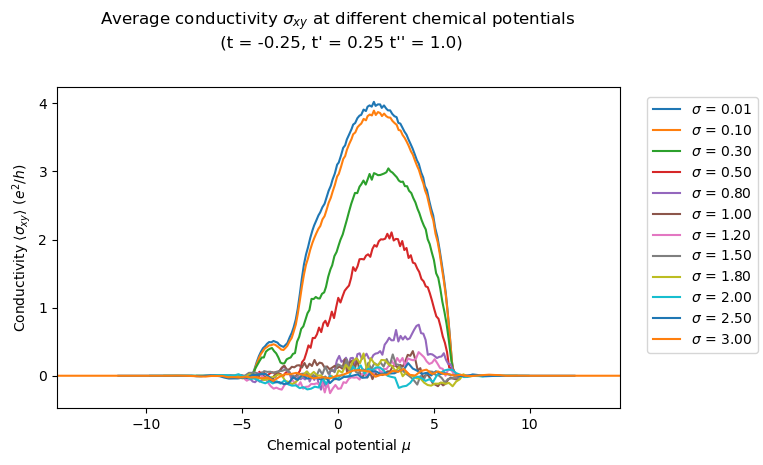 Average conductivity σxy at different chemical potentials
(t = -0.25, t' = 0.25 t'' = 1.0)
4
3
2
1
0
Conductivity ⟨σxy⟩ (e²/h)
−10
−5
0
5
10
Chemical potential μ
σ = 0.01
σ = 0.10
σ = 0.30
σ = 0.50
σ = 0.80
σ = 1.00
σ = 1.20
σ = 1.50
σ = 1.80
σ = 2.00
σ = 2.50
σ = 3.00